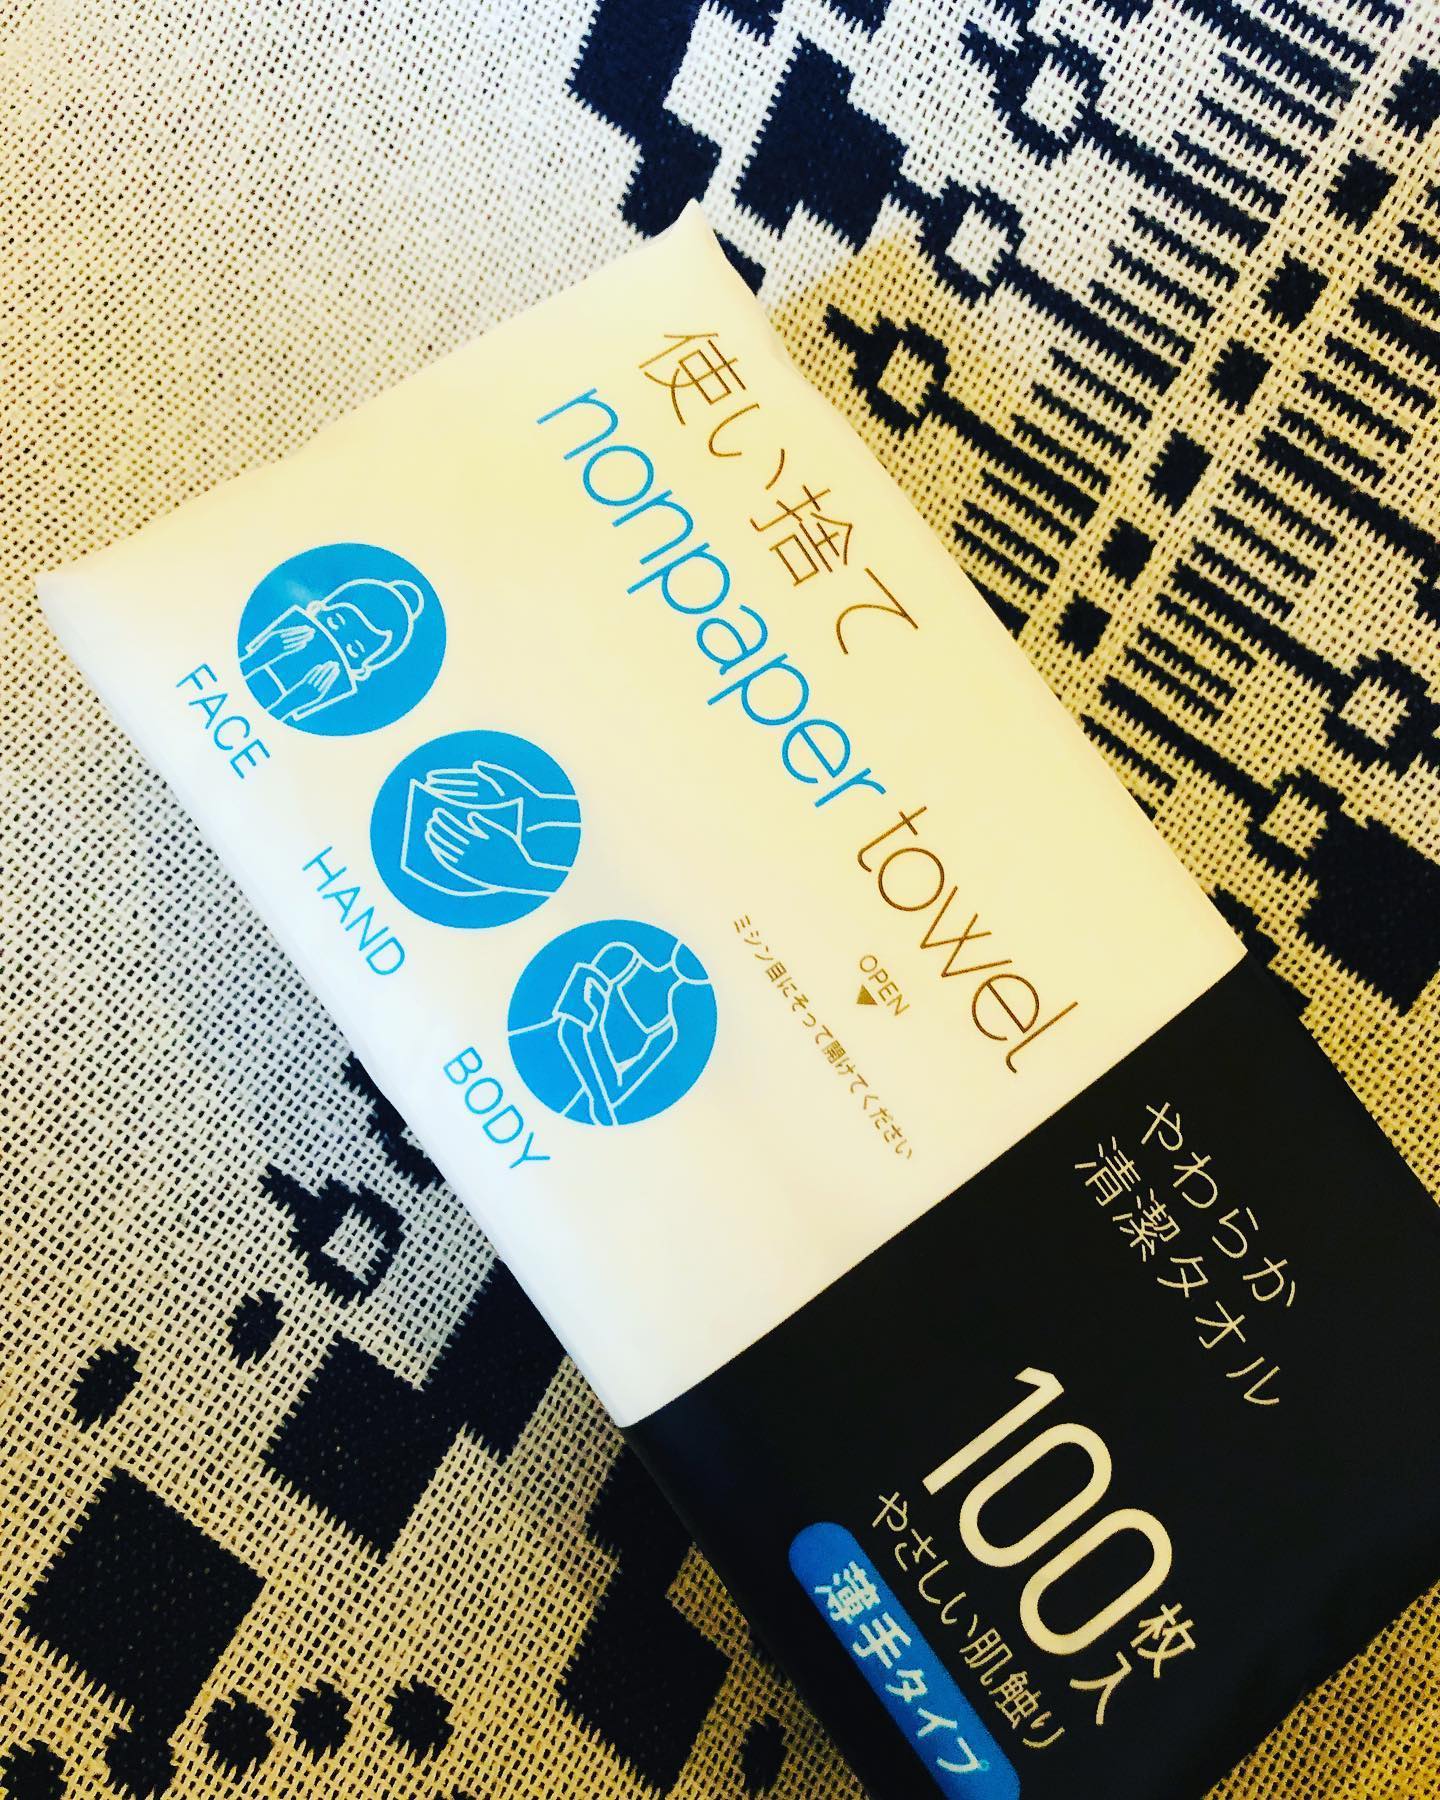 使い捨て
nonpaper towel
OPEN
ミシン目にそって開けてください
FACE
HAND
BODY
やわらか
清潔タオル
100枚入
やさしい肌触り
薄手タイプ